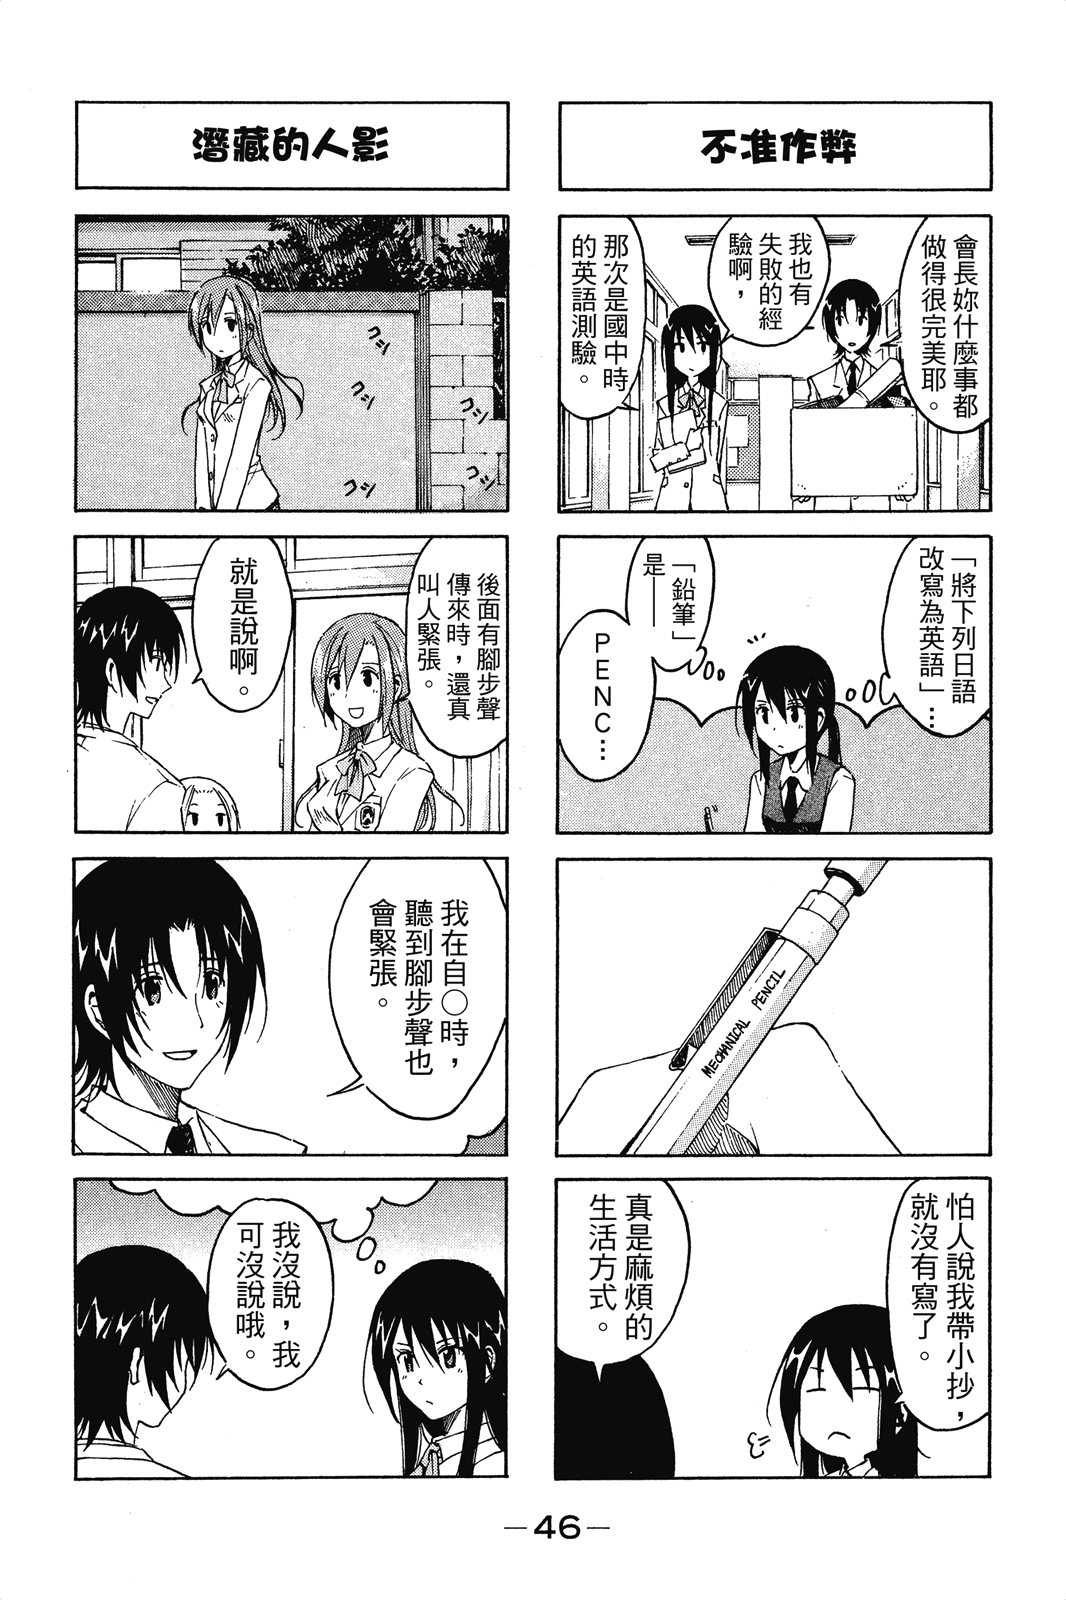 不准作弊
會長妳什麼事都
做得很完美耶。
我也有
失敗的經
驗啊，
那次是國中時
的英語測驗。
「將下列日語
改寫為英語」…
「鉛筆」
是——
PENC…
MECHANICAL PENCIL
怕人說我帶小抄，
就沒有寫了。
真是麻煩的
生活方式。
潛藏的人影
コシ
コシ
コシ
コシ
後面有腳步聲
傳來時，還真
叫人緊張。
就是說啊。
我在自○時，
聽到腳步聲也
會緊張。
我沒說，我
可沒說哦。
—46—